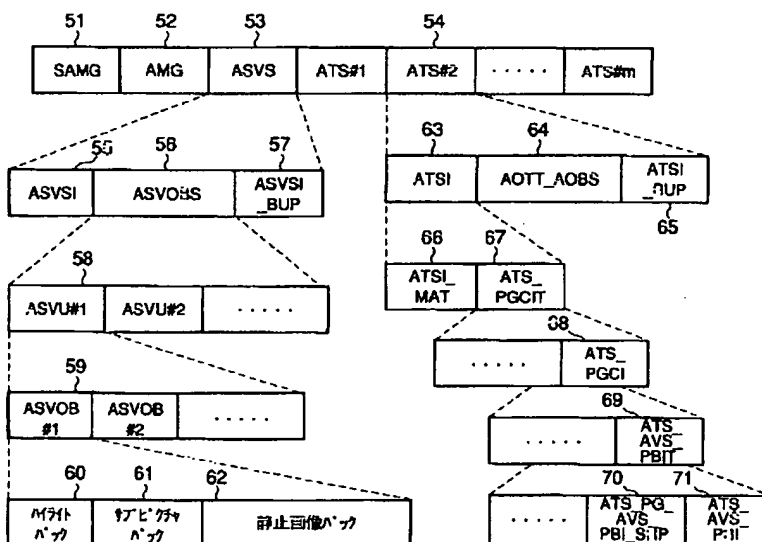 51 52 53 54
SAMG AMG ASVS ATS#1 ATS#2 ・・・・・ ATS#m
55 56 57 63 64
ASVSI ASVOBS ASVSI
_BUP
ATSI AOTT_AOBS ATSI
_BUP
65
58 66 67
ASVU#1 ASVU#2 ・・・・・
ATSI_
MAT
ATS_
PGCIT
68
59 ・・・・・ ATS_
PGCI
ASVOB
#1
ASVOB
#2
・・・・・
69
・・・・・ ATS_
AVS_
PBIT
60 61 62 70 71
ハイライト
パック
サブピクチャ
パック
静止画像パック
・・・・・ ATS_PG_
AVS_
PBI_SRP
ATS_
AVS_
PBI